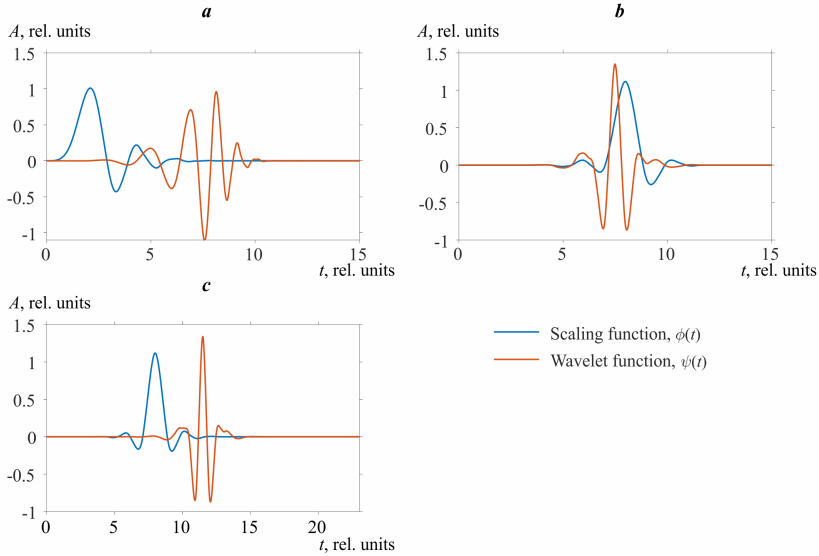 a
A, rel. units
1.5
1
0.5
0
-0.5
-1
0 5 10 15
t, rel. units
b
A, rel. units
1.5
1
0.5
0
-0.5
-1
0 5 10 15
t, rel. units
c
A, rel. units
1.5
1
0.5
0
-0.5
-1
0 5 10 15 20
t, rel. units
Scaling function, ϕ(t)
Wavelet function, ψ(t)